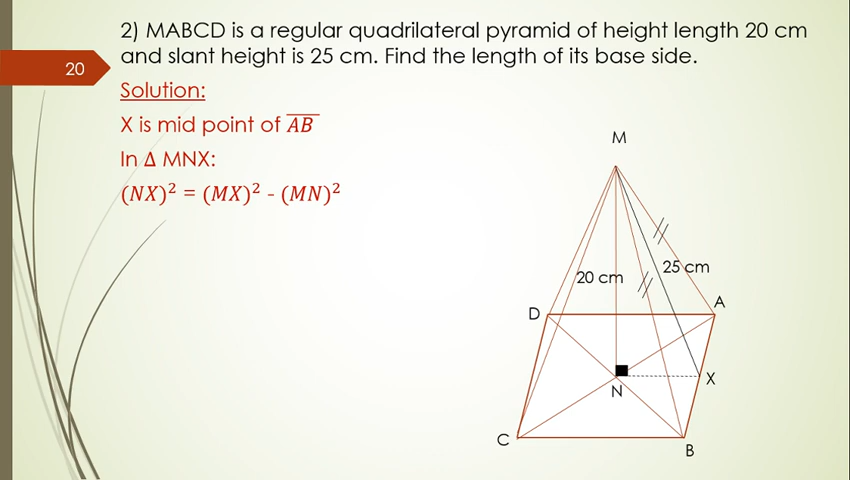 2) MABCD is a regular quadrilateral pyramid of height length 20 cm
and slant height is 25 cm. Find the length of its base side.
20
Solution:
X is mid point of \overline{AB}
In Δ MNX:
(NX)² = (MX)² - (MN)²
M
25 cm
20 cm
A
D
X
N
C
B